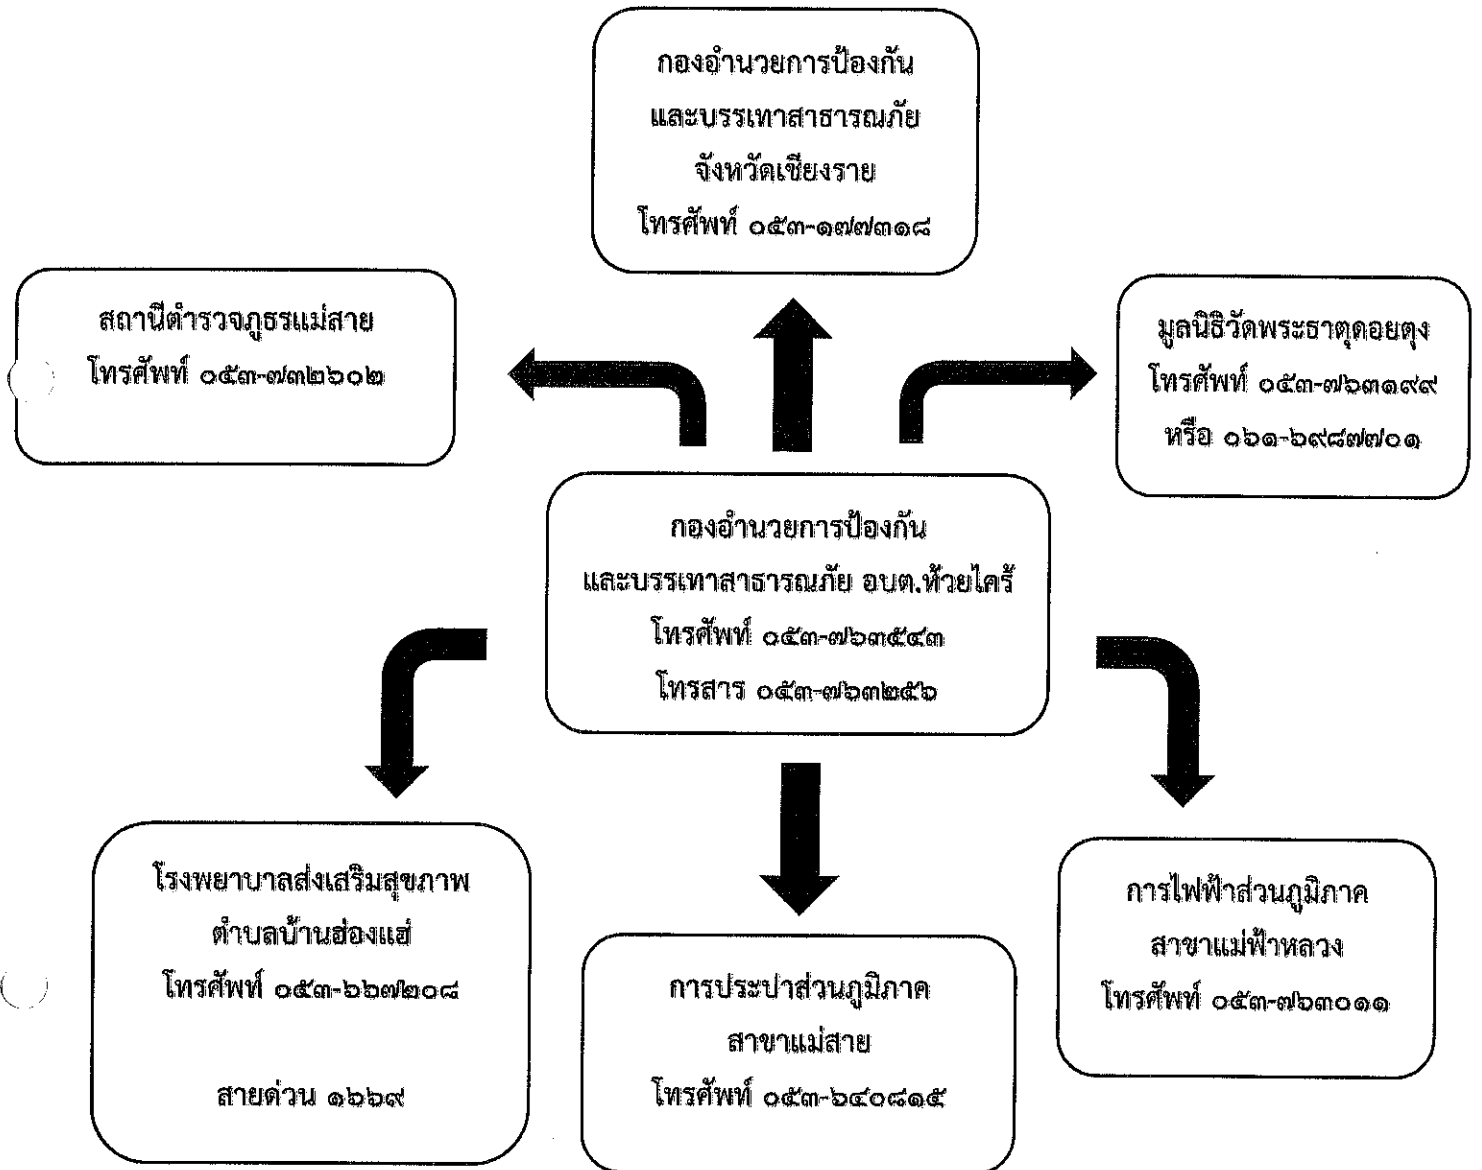 กองอำนวยการป้องกัน
และบรรเทาสาธารณภัย
จังหวัดเชียงราย
โทรศัพท์ ๐๕๓-๑๗๗๓๑๘
สถานีตำรวจภูธรแม่สาย
โทรศัพท์ ๐๕๓-๗๓๒๖๐๒
มูลนิธิวัดพระธาตุดอยตุง
โทรศัพท์ ๐๕๓-๗๖๓๑๙๙
หรือ ๐๖๑-๖๙๘๗๗๐๑
กองอำนวยการป้องกัน
และบรรเทาสาธารณภัย อบต.ห้วยไคร้
โทรศัพท์ ๐๕๓-๗๖๓๕๔๓
โทรสาร ๐๕๓-๗๖๓๒๕๖
โรงพยาบาลส่งเสริมสุขภาพ
ตำบลบ้านฮ่องแฮ่
โทรศัพท์ ๐๕๓-๖๖๗๒๐๘
สายด่วน ๑๖๖๙
การประปาส่วนภูมิภาค
สาขาแม่สาย
โทรศัพท์ ๐๕๓-๖๔๐๘๑๕
การไฟฟ้าส่วนภูมิภาค
สาขาแม่ฟ้าหลวง
โทรศัพท์ ๐๕๓-๗๖๓๐๑๑